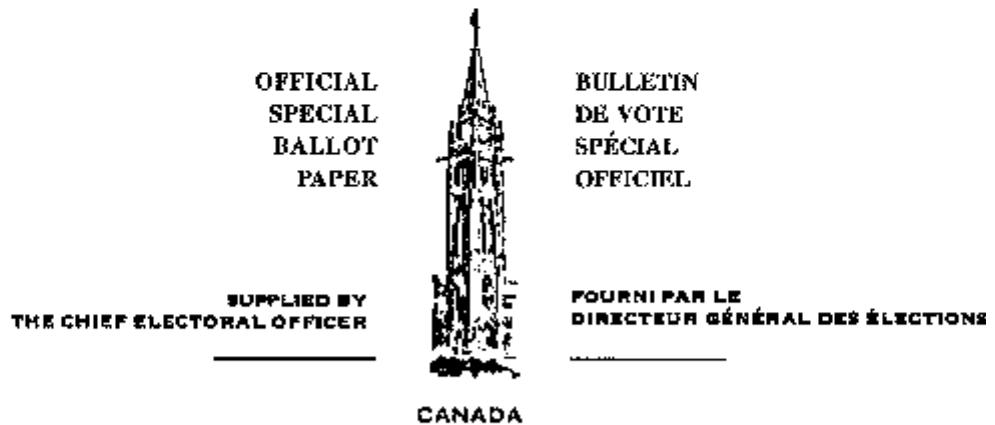 OFFICIAL
SPECIAL
BALLOT
PAPER
BULLETIN
DE VOTE
SPÉCIAL
OFFICIEL
SUPPLIED BY
THE CHIEF ELECTORAL OFFICER
FOURNI PAR LE
DIRECTEUR GÉNÉRAL DES ÉLECTIONS
CANADA